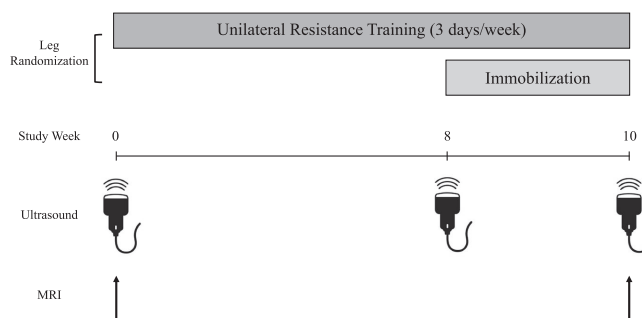 Unilateral Resistance Training (3 days/week)
Leg
Randomization
Immobilization
Study Week
0
8
10
Ultrasound
MRI